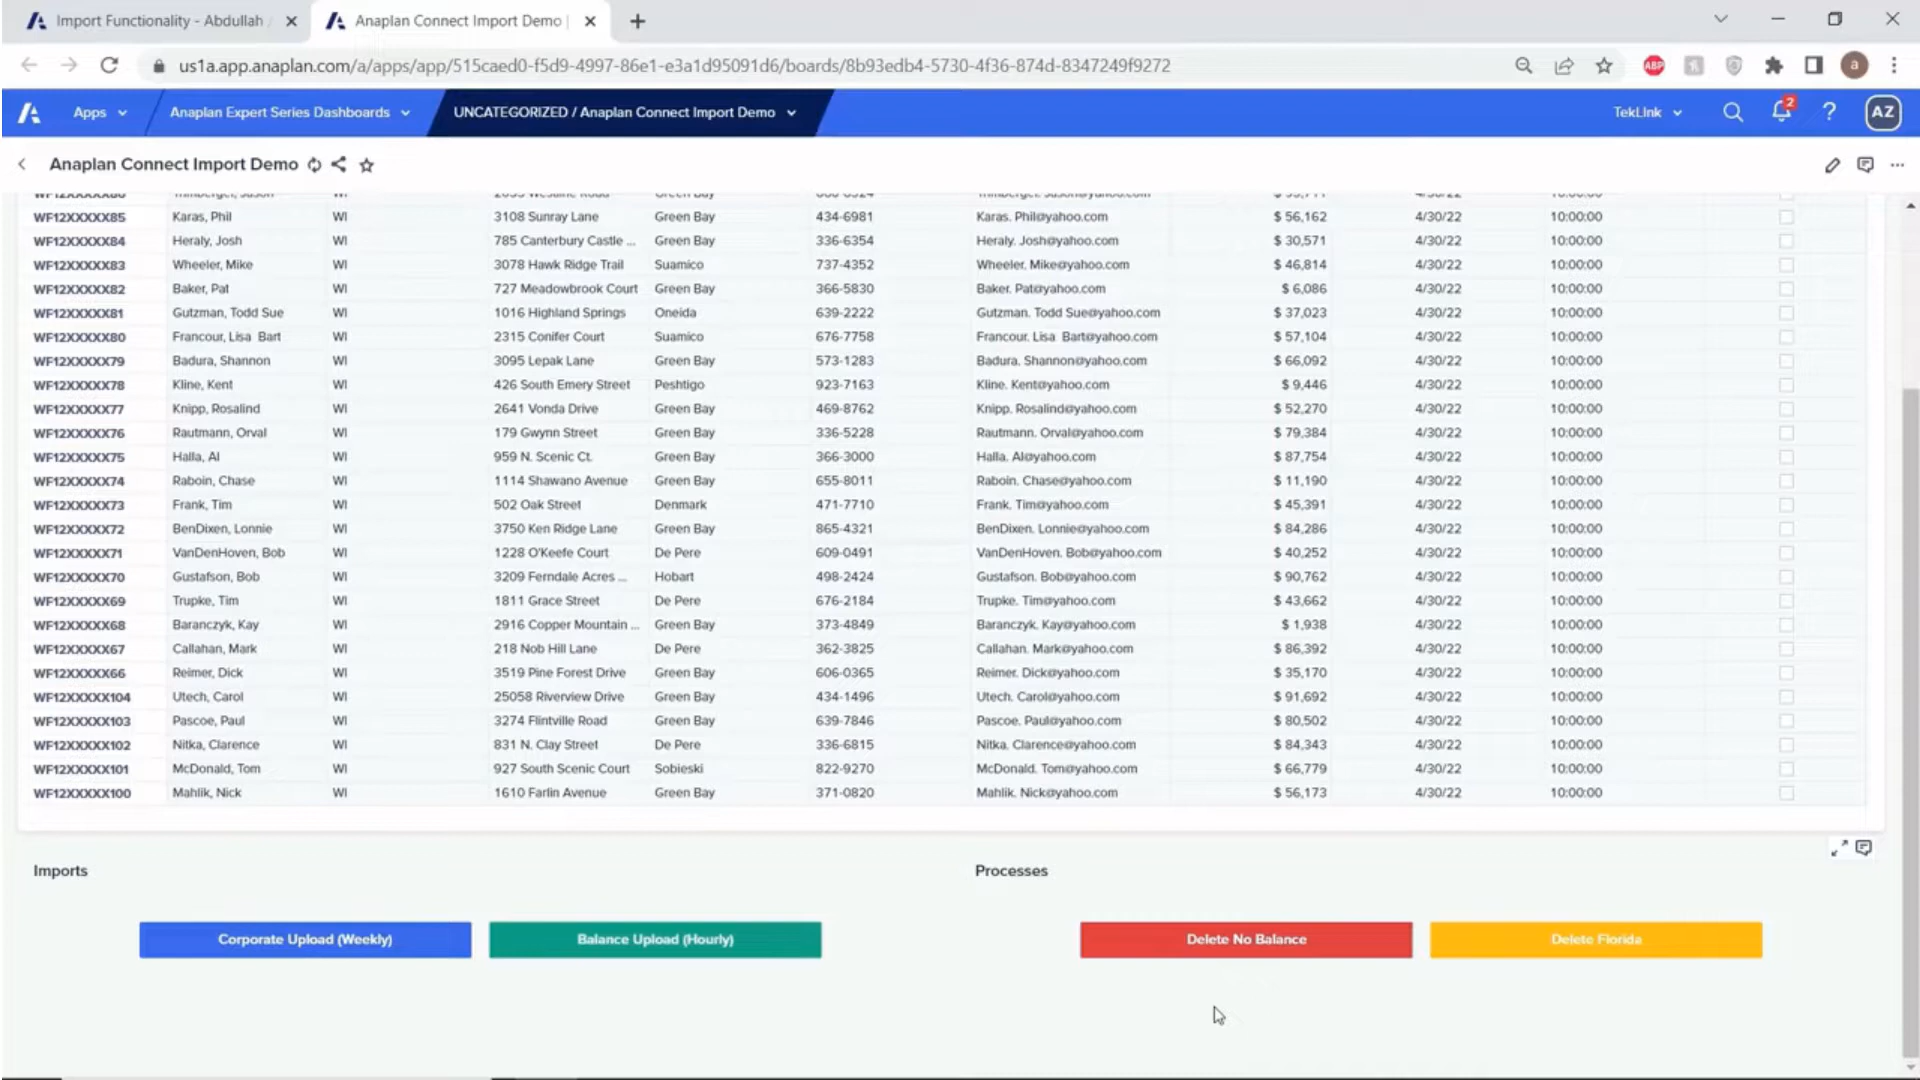 Import Functionality - Abdullah
Anaplan Connect Import Demo |
us1a.app.anaplan.com/a/apps/app/515caed0-f5d9-4997-86e1-e3a1d95091d6/boards/8b93edb4-5730-4f36-874d-8347249f9272
ABP
a
Apps
Anaplan Expert Series Dashboards
UNCATEGORIZED / Anaplan Connect Import Demo
TekLInk
2
?
AZ
Anaplan Connect Import Demo
WF12XXXXX85 Karas, Phil WI 3108 Sunray Lane Green Bay 434-6981 Karas. Phil@yahoo.com $ 56,162 4/30/22 10:00:00
WF12XXXXX84 Heraly, Josh WI 785 Canterbury Castle ... Green Bay 336-6354 Heraly. Josh@yahoo.com $ 30,571 4/30/22 10:00:00
WF12XXXXX83 Wheeler, Mike WI 3078 Hawk Ridge Trail Suamico 737-4352 Wheeler. Mike@yahoo.com $ 46,814 4/30/22 10:00:00
WF12XXXXX82 Baker, Pat WI 727 Meadowbrook Court Green Bay 366-5830 Baker. Pat@yahoo.com $ 6,086 4/30/22 10:00:00
WF12XXXXX81 Gutzman, Todd Sue WI 1016 Highland Springs Oneida 639-2222 Gutzman. Todd Sue@yahoo.com $ 37,023 4/30/22 10:00:00
WF12XXXXX80 Francour, Lisa Bart WI 2315 Conifer Court Suamico 676-7758 Francour. Lisa Bart@yahoo.com $ 57,104 4/30/22 10:00:00
WF12XXXXX79 Badura, Shannon WI 3095 Lepak Lane Green Bay 573-1283 Badura. Shannon@yahoo.com $ 66,092 4/30/22 10:00:00
WF12XXXXX78 Kline, Kent WI 426 South Emery Street Peshtigo 923-7163 Kline. Kent@yahoo.com $ 9,446 4/30/22 10:00:00
WF12XXXXX77 Knipp, Rosalind WI 2641 Vonda Drive Green Bay 469-8762 Knipp. Rosalind@yahoo.com $ 52,270 4/30/22 10:00:00
WF12XXXXX76 Rautmann, Orval WI 179 Gwynn Street Green Bay 336-5228 Rautmann. Orval@yahoo.com $ 79,384 4/30/22 10:00:00
WF12XXXXX75 Halla, Al WI 959 N. Scenic Ct. Green Bay 366-3000 Halla. Al@yahoo.com $ 87,754 4/30/22 10:00:00
WF12XXXXX74 Raboin, Chase WI 1114 Shawano Avenue Green Bay 655-8011 Raboin. Chase@yahoo.com $ 11,190 4/30/22 10:00:00
WF12XXXXX73 Frank, Tim WI 502 Oak Street Denmark 471-7710 Frank. Tim@yahoo.com $ 45,391 4/30/22 10:00:00
WF12XXXXX72 BenDixen, Lonnie WI 3750 Ken Ridge Lane Green Bay 865-4321 BenDixen. Lonnie@yahoo.com $ 84,286 4/30/22 10:00:00
WF12XXXXX71 VanDenHoven, Bob WI 1228 O'Keefe Court De Pere 609-0491 VanDenHoven. Bob@yahoo.com $ 40,252 4/30/22 10:00:00
WF12XXXXX70 Gustafson, Bob WI 3209 Ferndale Acres ... Hobart 498-2424 Gustafson. Bob@yahoo.com $ 90,762 4/30/22 10:00:00
WF12XXXXX69 Trupke, Tim WI 1811 Grace Street De Pere 676-2184 Trupke. Tim@yahoo.com $ 43,662 4/30/22 10:00:00
WF12XXXXX68 Baranczyk, Kay WI 2916 Copper Mountain ... Green Bay 373-4849 Baranczyk. Kay@yahoo.com $ 1,938 4/30/22 10:00:00
WF12XXXXX67 Callahan, Mark WI 218 Nob Hill Lane De Pere 362-3825 Callahan. Mark@yahoo.com $ 86,392 4/30/22 10:00:00
WF12XXXXX66 Reimer, Dick WI 3519 Pine Forest Drive Green Bay 606-0365 Reimer. Dick@yahoo.com $ 35,170 4/30/22 10:00:00
WF12XXXXX104 Utech, Carol WI 25058 Riverview Drive Green Bay 434-1496 Utech. Carol@yahoo.com $ 91,692 4/30/22 10:00:00
WF12XXXXX103 Pascoe, Paul WI 3274 Flintville Road Green Bay 639-7846 Pascoe. Paul@yahoo.com $ 80,502 4/30/22 10:00:00
WF12XXXXX102 Nitka, Clarence WI 831 N. Clay Street De Pere 336-6815 Nitka. Clarence@yahoo.com $ 84,343 4/30/22 10:00:00
WF12XXXXX101 McDonald, Tom WI 927 South Scenic Court Sobieski 822-9270 McDonald. Tom@yahoo.com $ 66,779 4/30/22 10:00:00
WF12XXXXX100 Mahlik, Nick WI 1610 Farlin Avenue Green Bay 371-0820 Mahlik. Nick@yahoo.com $ 56,173 4/30/22 10:00:00
Imports Processes
Corporate Upload (Weekly) Balance Upload (Hourly) Delete No Balance Delete Florida